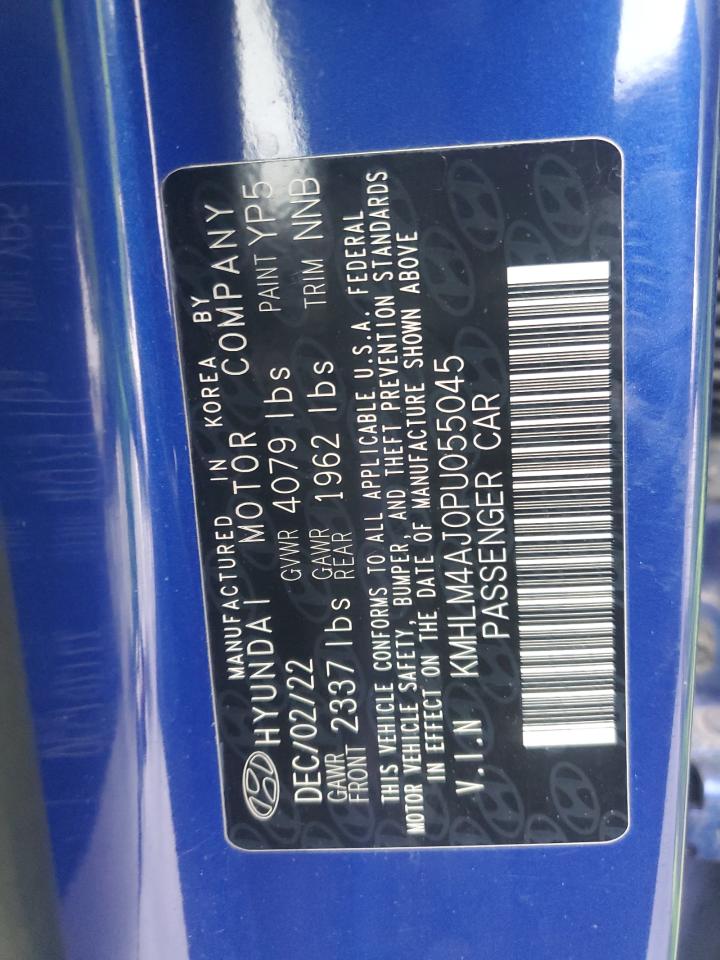 MANUFACTURED IN KOREA BY
HYUNDAI MOTOR COMPANY
DEC/02/22 GVWR 4079 lbs PAINT YP5
GAWR FRONT 2337 lbs GAWR REAR 1962 lbs TRIM NNB
THIS VEHICLE CONFORMS TO ALL APPLICABLE U.S.A. FEDERAL
MOTOR VEHICLE SAFETY, BUMPER, AND THEFT PREVENTION STANDARDS
IN EFFECT ON THE DATE OF MANUFACTURE SHOWN ABOVE
V.I.N KMHLM4AJ0PU055045
PASSENGER CAR